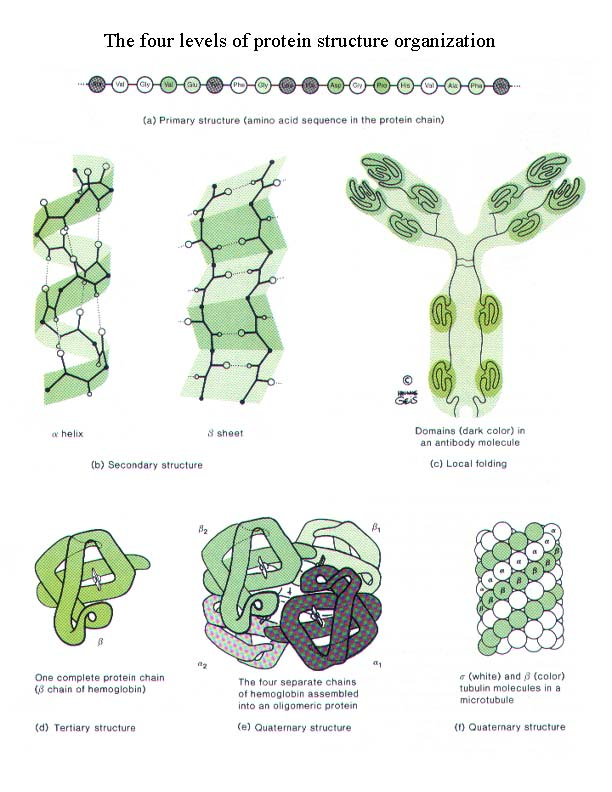 The four levels of protein structure organization
Val Gly Val Glu Phe Gly Asp Gly Pro His Val Ala Phe
(a) Primary structure (amino acid sequence in the protein chain)
α helix
β sheet
(b) Secondary structure
©
GEIS
Domains (dark color) in
an antibody molecule
(c) Local folding
β
One complete protein chain
(β chain of hemoglobin)
(d) Tertiary structure
β₂ β₁
α₂ α₁
The four separate chains
of hemoglobin assembled
into an oligomeric protein
(e) Quaternary structure
α
α β
α β
α β β
α β β
α β
β
β
α (white) and β (color)
tubulin molecules in a
microtubule
(f) Quaternary structure